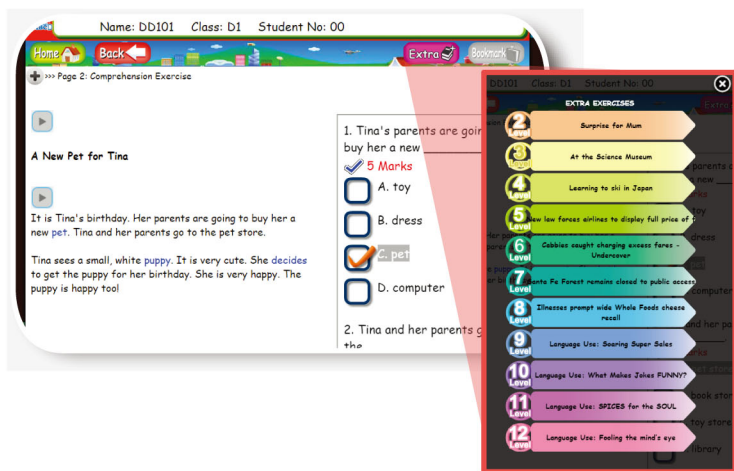 Name: DD101 Class: D1 Student No: 00
Home
Back
Extra
Bookmark
>>> Page 2: Comprehension Exercise
A New Pet for Tina
It is Tina's birthday. Her parents are going to buy her a
new pet. Tina and her parents go to the pet store.
Tina sees a small, white puppy. It is very cute. She decides
to get the puppy for her birthday. She is very happy. The
puppy is happy too!
1. Tina's parents are goin
buy her a new
5 Marks
A. toy
B. dress
C. pet
D. computer
2. Tina and her parents g
the
DD101 Class: D1 Student No: 00
EXTRA EXERCISES
2 Level Surprise for Mum
3 Level At the Science Museum
4 Level Learning to ski in Japan
5 Level New law forces airlines to display full price of f
6 Level Cabbies caught charging excess fares -
Undercover
7 Level Santa Fe Forest remains closed to public access
8 Level Illnesses prompt wide Whole Foods cheese
recall
9 Level Language Use: Soaring Super Sales
10 Level Language Use: What Makes Jokes FUNNY?
11 Level Language Use: SPICES for the SOUL
12 Level Language Use: Fooling the mind's eye
toy
dress
computer
nd her pa
pet stor
book stor
toy store
library